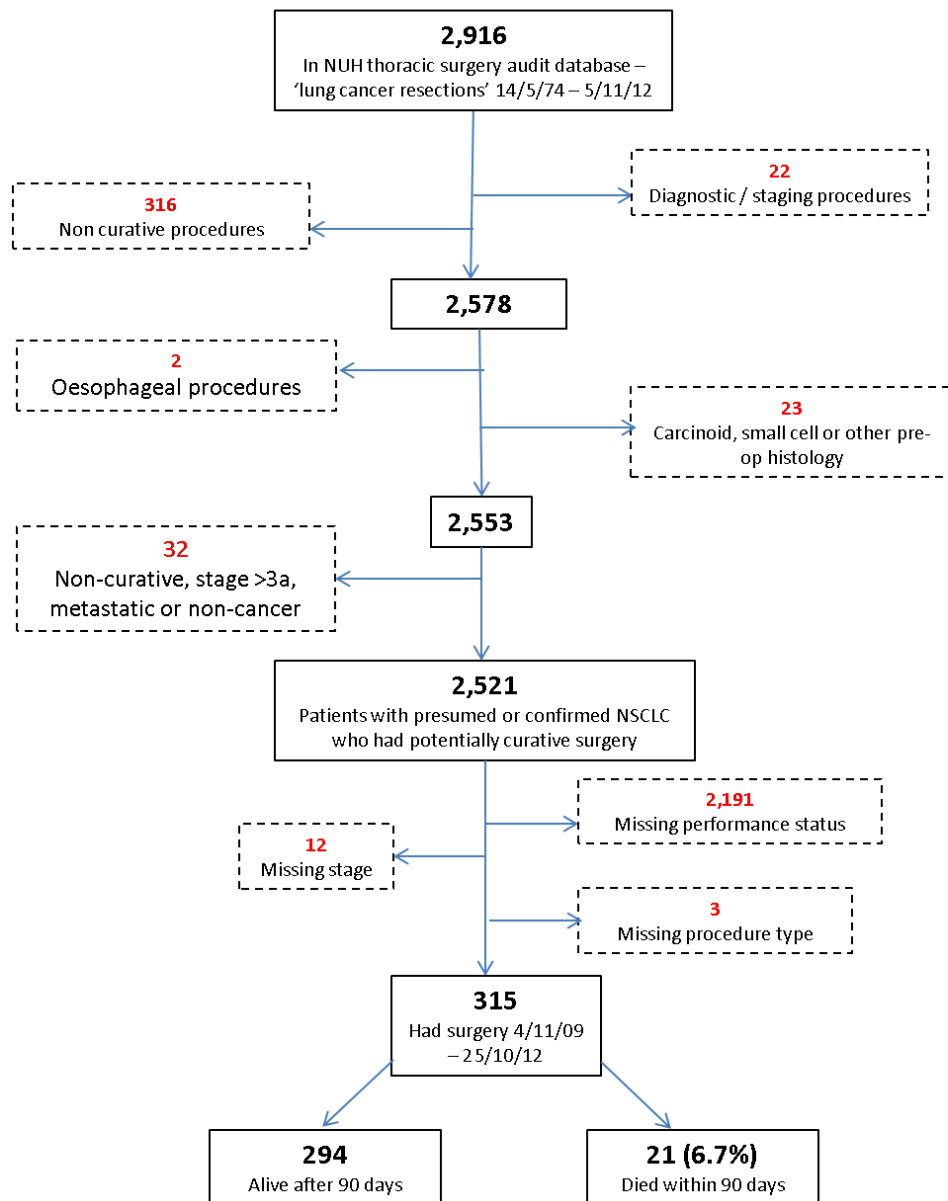 2,916
In NUH thoracic surgery audit database –
‘lung cancer resections’ 14/5/74 – 5/11/12
22
Diagnostic / staging procedures
316
Non curative procedures
2,578
2
Oesophageal procedures
23
Carcinoid, small cell or other pre-
op histology
2,553
32
Non-curative, stage >3a,
metastatic or non-cancer
2,521
Patients with presumed or confirmed NSCLC
who had potentially curative surgery
2,191
Missing performance status
12
Missing stage
3
Missing procedure type
315
Had surgery 4/11/09
– 25/10/12
294
Alive after 90 days
21 (6.7%)
Died within 90 days